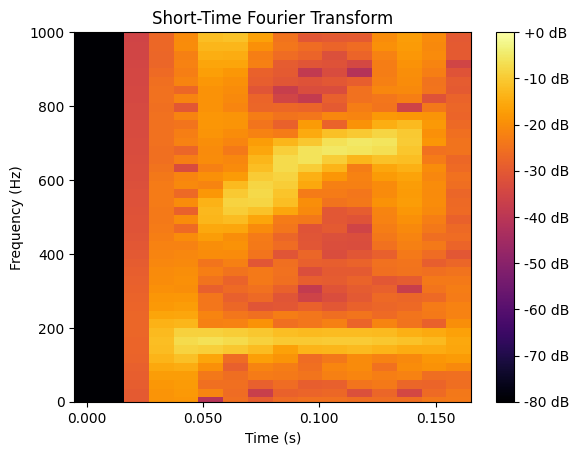 Short-Time Fourier Transform
Frequency (Hz)
1000
800
600
400
200
0
0.000
0.050
0.100
0.150
Time (s)
+0 dB
-10 dB
-20 dB
-30 dB
-40 dB
-50 dB
-60 dB
-70 dB
-80 dB